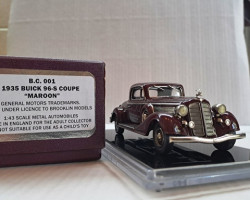 B.C. 001
1935 BUICK 96-S COUPE
"MAROON"
GENERAL MOTORS TRADEMARKS
UNDER LICENCE TO BROOKLIN MODELS
1:43 SCALE METAL AUTOMOBILES
IN ENGLAND FOR THE ADULT COLLECTOR
NOT SUITABLE FOR USE AS A CHILD'S TOY